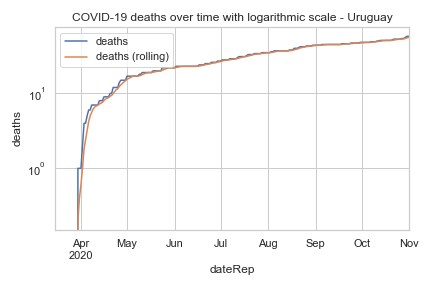 COVID-19 deaths over time with logarithmic scale - Uruguay
deaths
deaths (rolling)
10¹
10⁰
deaths
Apr May Jun Jul Aug Sep Oct Nov
2020
dateRep